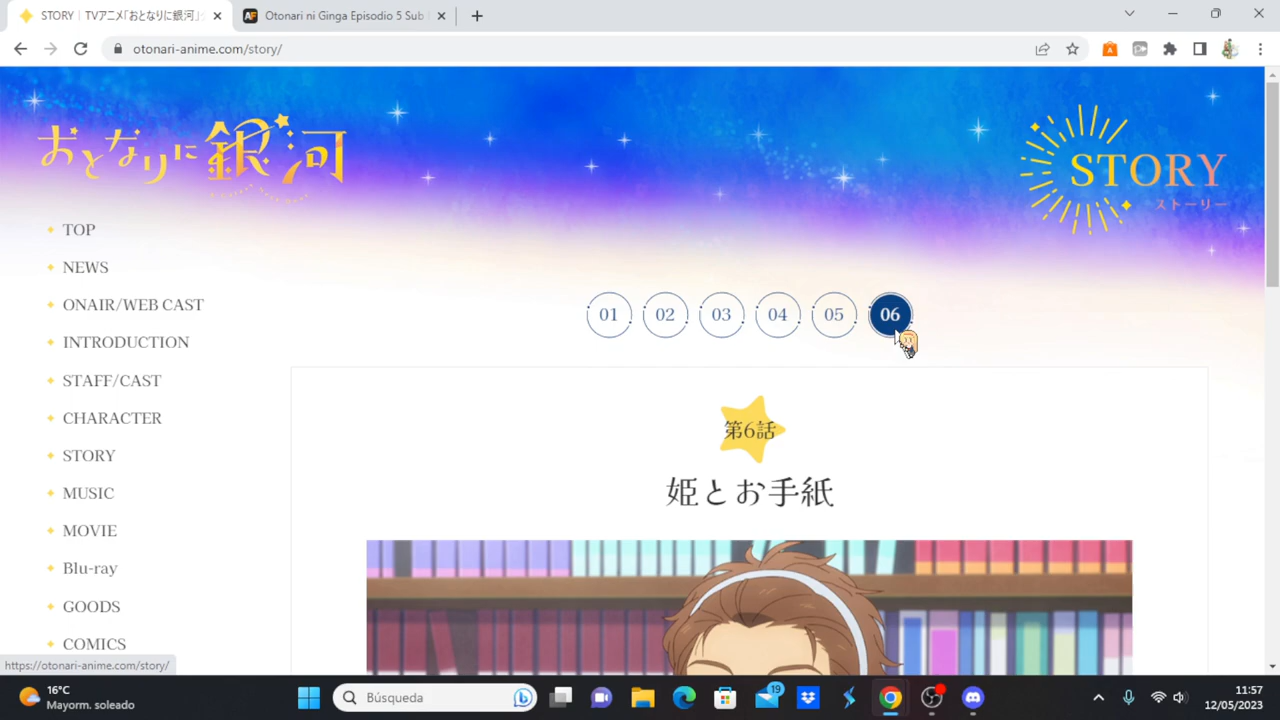 STORY｜TVアニメ「おとなりに銀河」
Otonari ni Ginga Episodio 5 Sub
otonari-anime.com/story/
おとなりに銀河
STORY
ストーリー
TOP
NEWS
ONAIR/WEB CAST
INTRODUCTION
STAFF/CAST
CHARACTER
STORY
MUSIC
MOVIE
Blu-ray
GOODS
COMICS
01 02 03 04 05 06
第6話
姫とお手紙
https://otonari-anime.com/story/
16°C
Mayorm. soleado
Búsqueda
19
11:57
12/05/2023